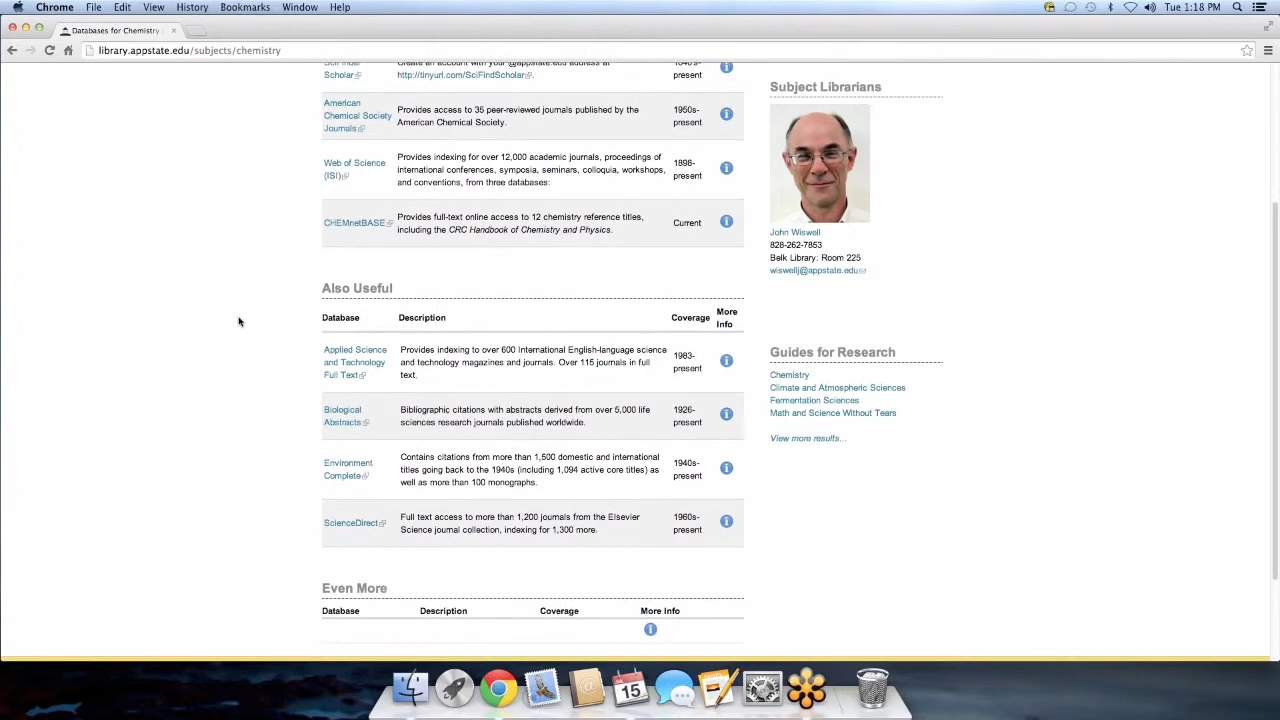 Chrome File Edit View History Bookmarks Window Help Tue 1:18 PM
Databases for Chemistry
library.appstate.edu/subjects/chemistry
Scholar
http://tinyurl.com/SciFindScholar.
present
American Chemical Society Journals
Provides access to 35 peer-reviewed journals published by the
American Chemical Society.
1950s-
present
Web of Science (ISI)
Provides indexing for over 12,000 academic journals, proceedings of
international conferences, symposia, seminars, colloquia, workshops,
and conventions, from three databases:
1898-
present
CHEMnetBASE
Provides full-text online access to 12 chemistry reference titles,
including the CRC Handbook of Chemistry and Physics.
Current
Also Useful
Database Description Coverage More Info
Applied Science
and Technology
Full Text
Provides indexing to over 600 International English-language science
and technology magazines and journals. Over 116 journals in full
text.
1983-
present
Biological
Abstracts
Bibliographic citations with abstracts derived from over 5,000 life
sciences research journals published worldwide.
1926-
present
Environment
Complete
Contains citations from more than 1,500 domestic and international
titles going back to the 1940s (including 1,094 active core titles) as
well as more than 100 monographs.
1940s-
present
ScienceDirect
Full text access to more than 1,200 journals from the Elsevier
Science journal collection, indexing for 1,300 more.
1960s-
present
Even More
Database Description Coverage More Info
Subject Librarians
John Wiswell
828-262-7853
Belk Library: Room 225
wiswellj@appstate.edu
Guides for Research
Chemistry
Climate and Atmospheric Sciences
Fermentation Sciences
Math and Science Without Tears
View more results...
15